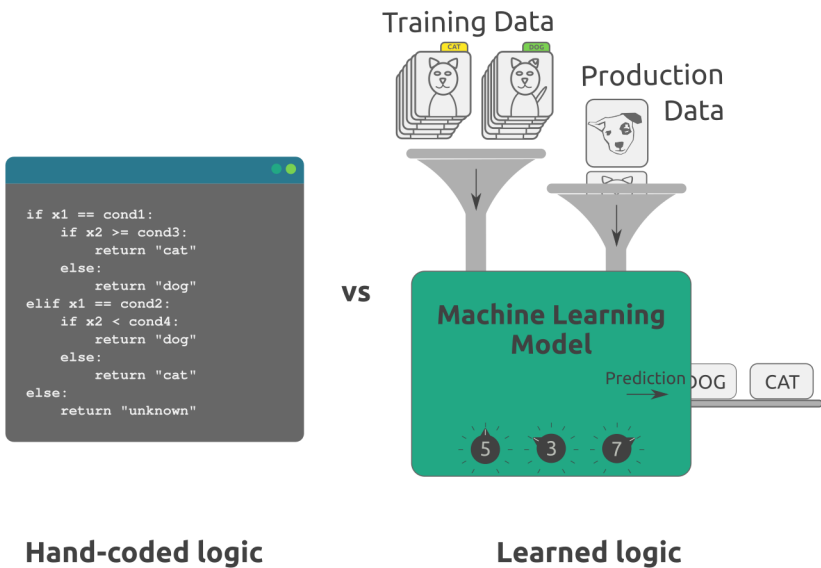 Training Data
CAT
DOG
Production
Data
if x1 == cond1:
    if x2 >= cond3:
        return "cat"
    else:
        return "dog"
elif x1 == cond2:
    if x2 < cond4:
        return "dog"
    else:
        return "cat"
else:
    return "unknown"
vs
Machine Learning
Model
Prediction
DOG
CAT
5
3
7
Hand-coded logic
Learned logic